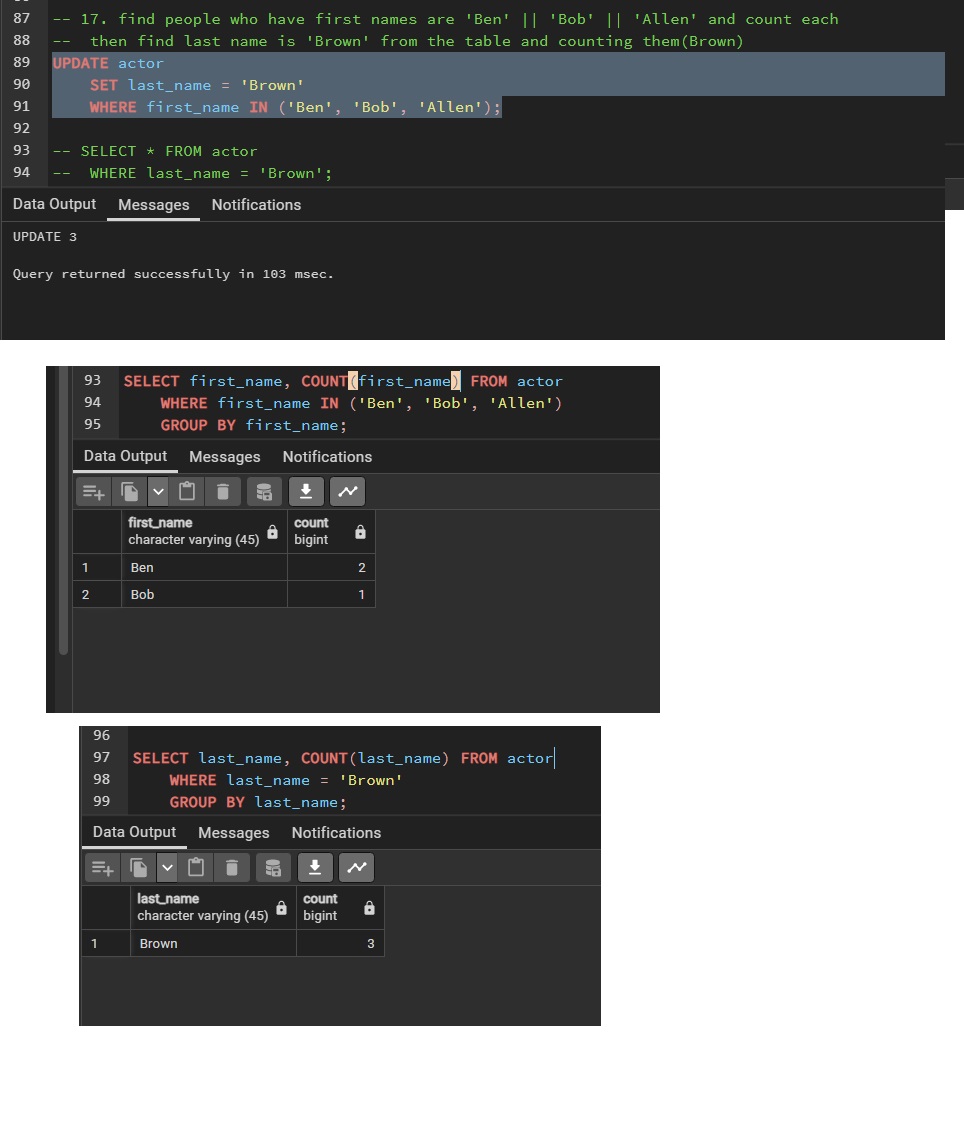 87 -- 17. find people who have first names are 'Ben' || 'Bob' || 'Allen' and count each
88 -- then find last name is 'Brown' from the table and counting them(Brown)
89 UPDATE actor
90 SET last_name = 'Brown'
91 WHERE first_name IN ('Ben', 'Bob', 'Allen');
92
93 -- SELECT * FROM actor
94 -- WHERE last_name = 'Brown';
Data Output Messages Notifications
UPDATE 3
Query returned successfully in 103 msec.
93 SELECT first_name, COUNT(first_name) FROM actor
94 WHERE first_name IN ('Ben', 'Bob', 'Allen')
95 GROUP BY first_name;
Data Output Messages Notifications
first_name count
character varying (45) bigint
1 Ben 2
2 Bob 1
96
97 SELECT last_name, COUNT(last_name) FROM actor
98 WHERE last_name = 'Brown'
99 GROUP BY last_name;
Data Output Messages Notifications
last_name count
character varying (45) bigint
1 Brown 3